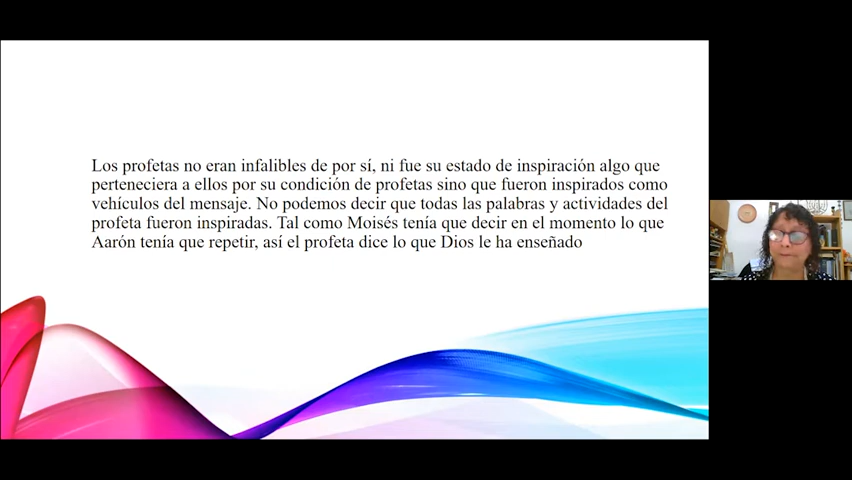 Los profetas no eran infalibles de por sí, ni fue su estado de inspiración algo que
perteneciera a ellos por su condición de profetas sino que fueron inspirados como
vehículos del mensaje. No podemos decir que todas las palabras y actividades del
profeta fueron inspiradas. Tal como Moisés tenía que decir en el momento lo que
Aarón tenía que repetir, así el profeta dice lo que Dios le ha enseñado